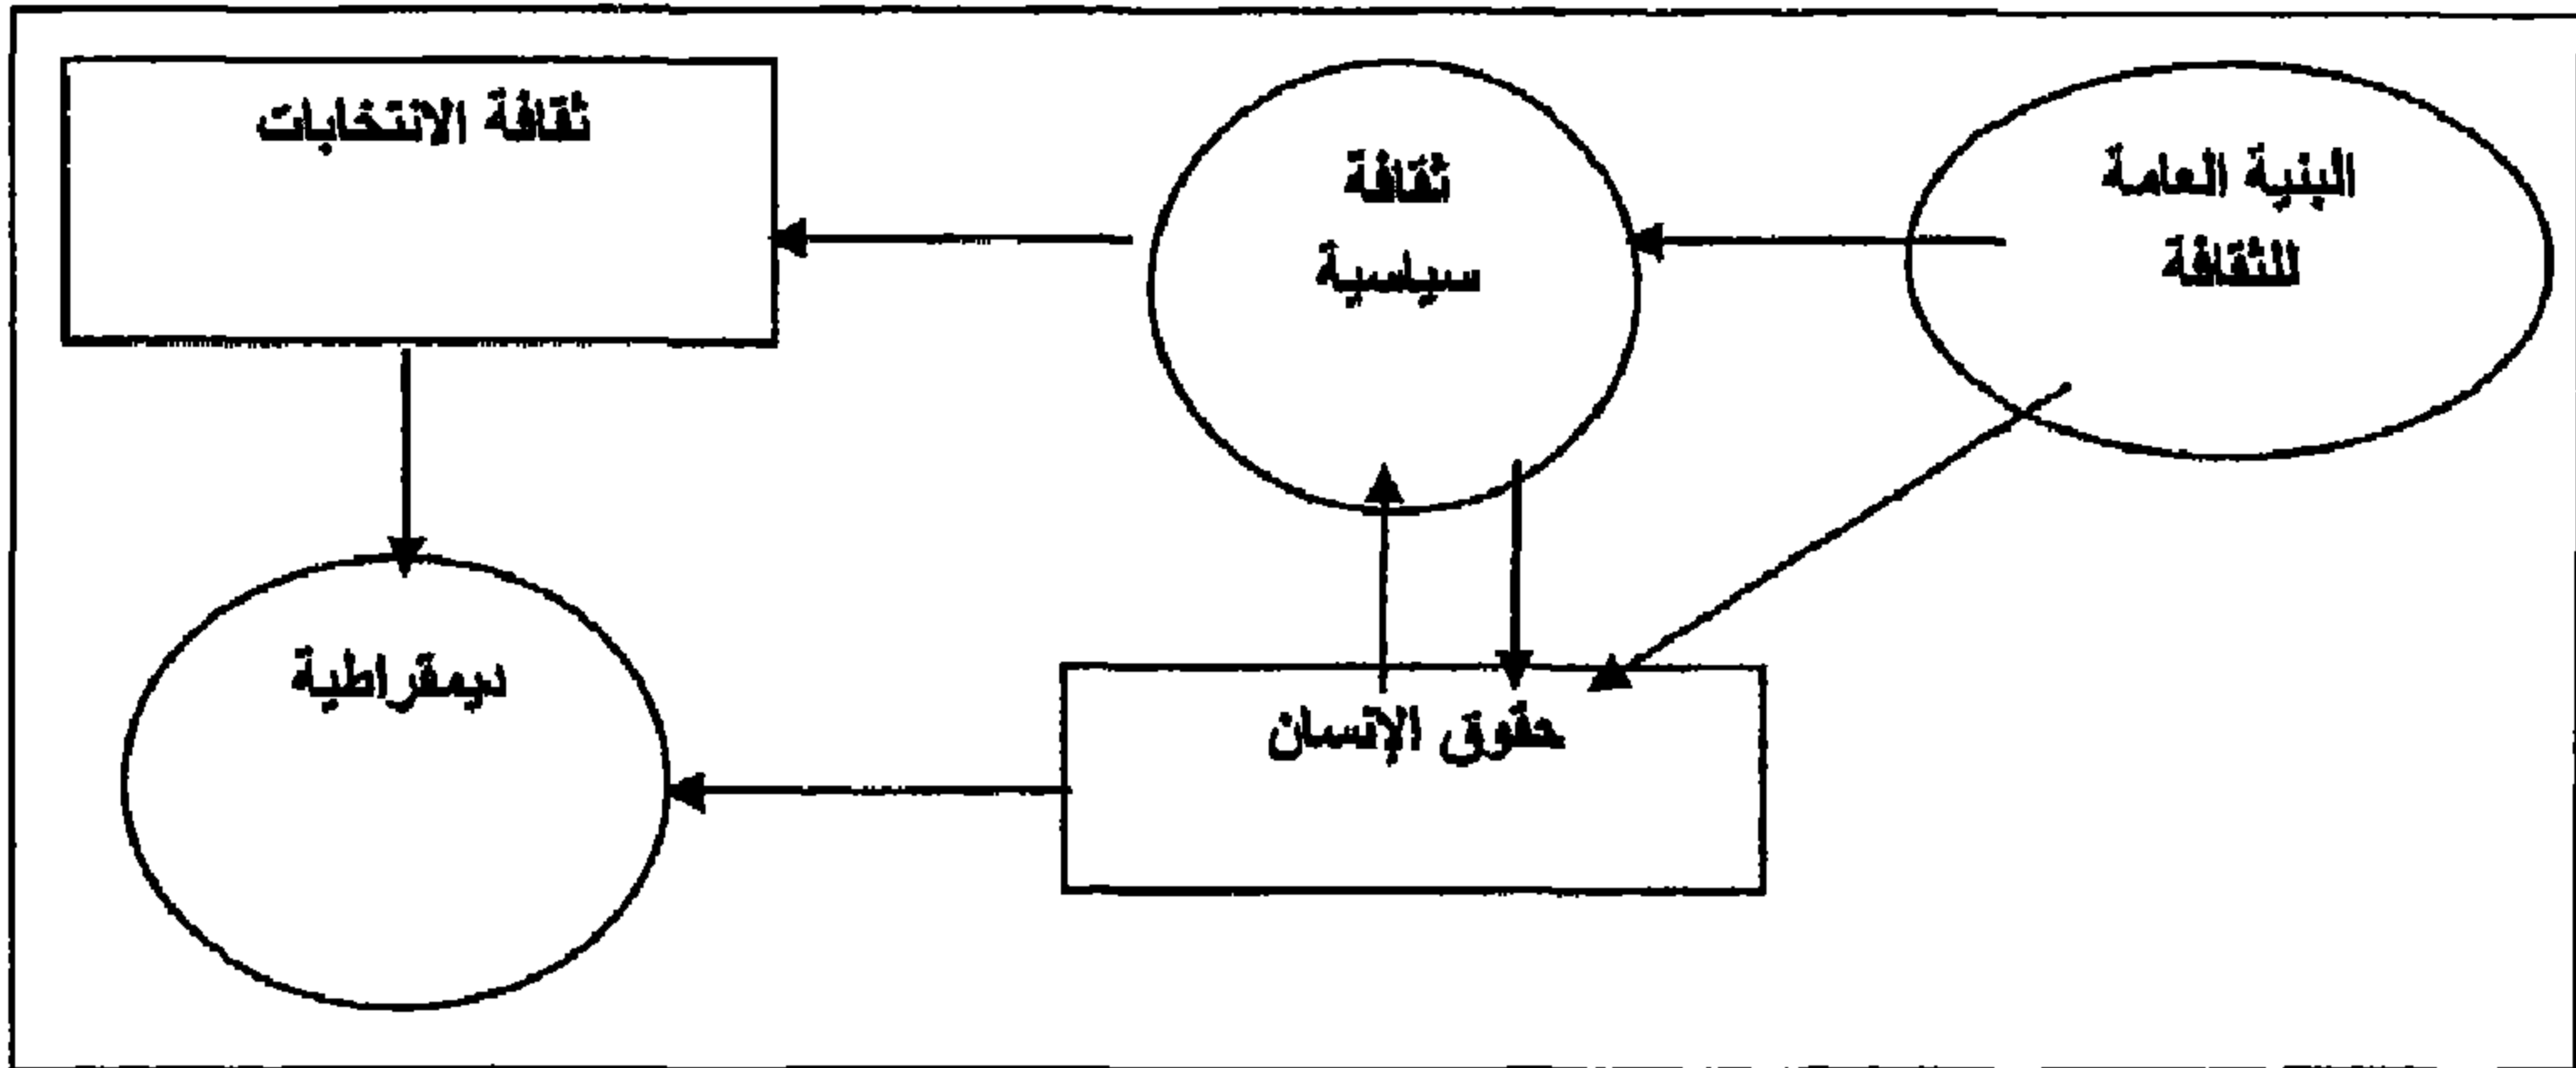 البنية العامة
للثقافة
ثقافة
سياسية
ثقافة الانتخابات
حقوق الإنسان
ديمقراطية